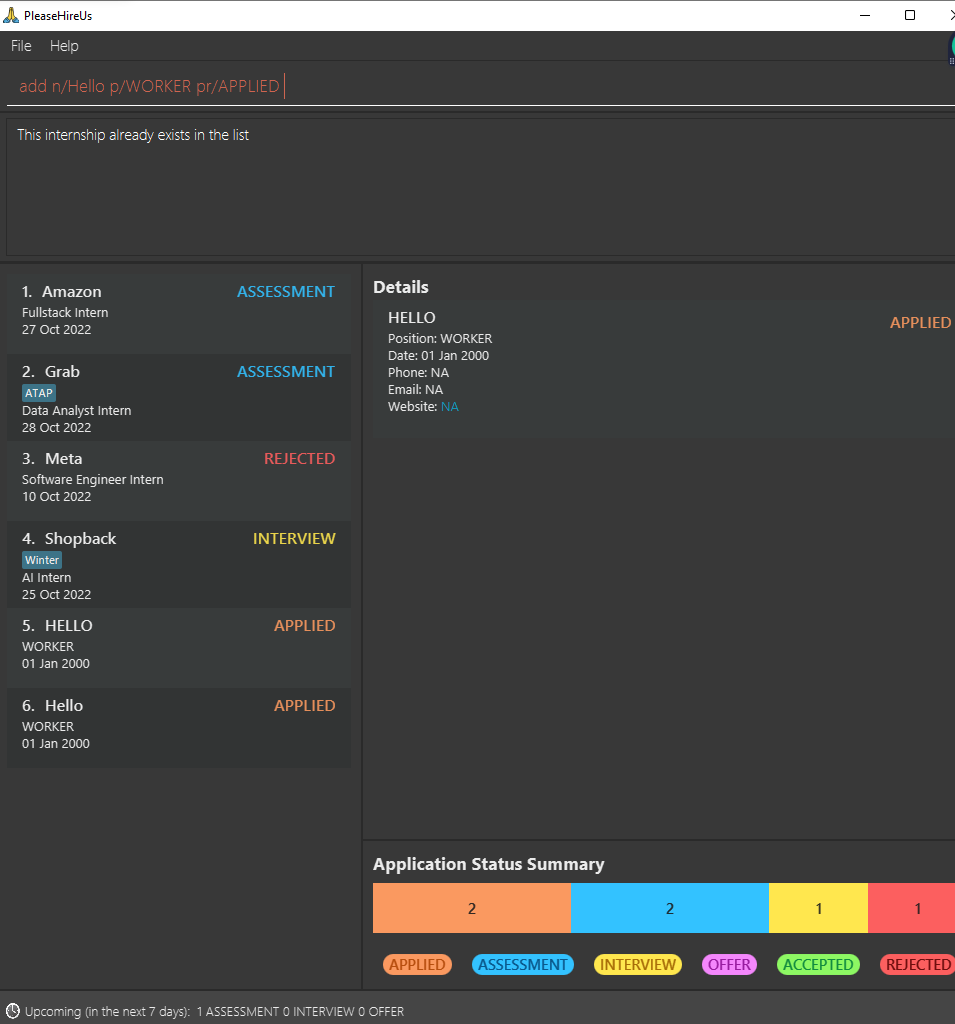 PleaseHireUs
File Help
add n/Hello p/WORKER pr/APPLIED
This internship already exists in the list
1. Amazon ASSESSMENT
Fullstack Intern
27 Oct 2022
2. Grab ASSESSMENT
ATAP
Data Analyst Intern
28 Oct 2022
3. Meta REJECTED
Software Engineer Intern
10 Oct 2022
4. Shopback INTERVIEW
Winter
AI Intern
25 Oct 2022
5. HELLO APPLIED
WORKER
01 Jan 2000
6. Hello APPLIED
WORKER
01 Jan 2000
Details
HELLO APPLIED
Position: WORKER
Date: 01 Jan 2000
Phone: NA
Email: NA
Website: NA
Application Status Summary
2 2 1 1
APPLIED ASSESSMENT INTERVIEW OFFER ACCEPTED REJECTED
Upcoming (in the next 7 days): 1 ASSESSMENT 0 INTERVIEW 0 OFFER